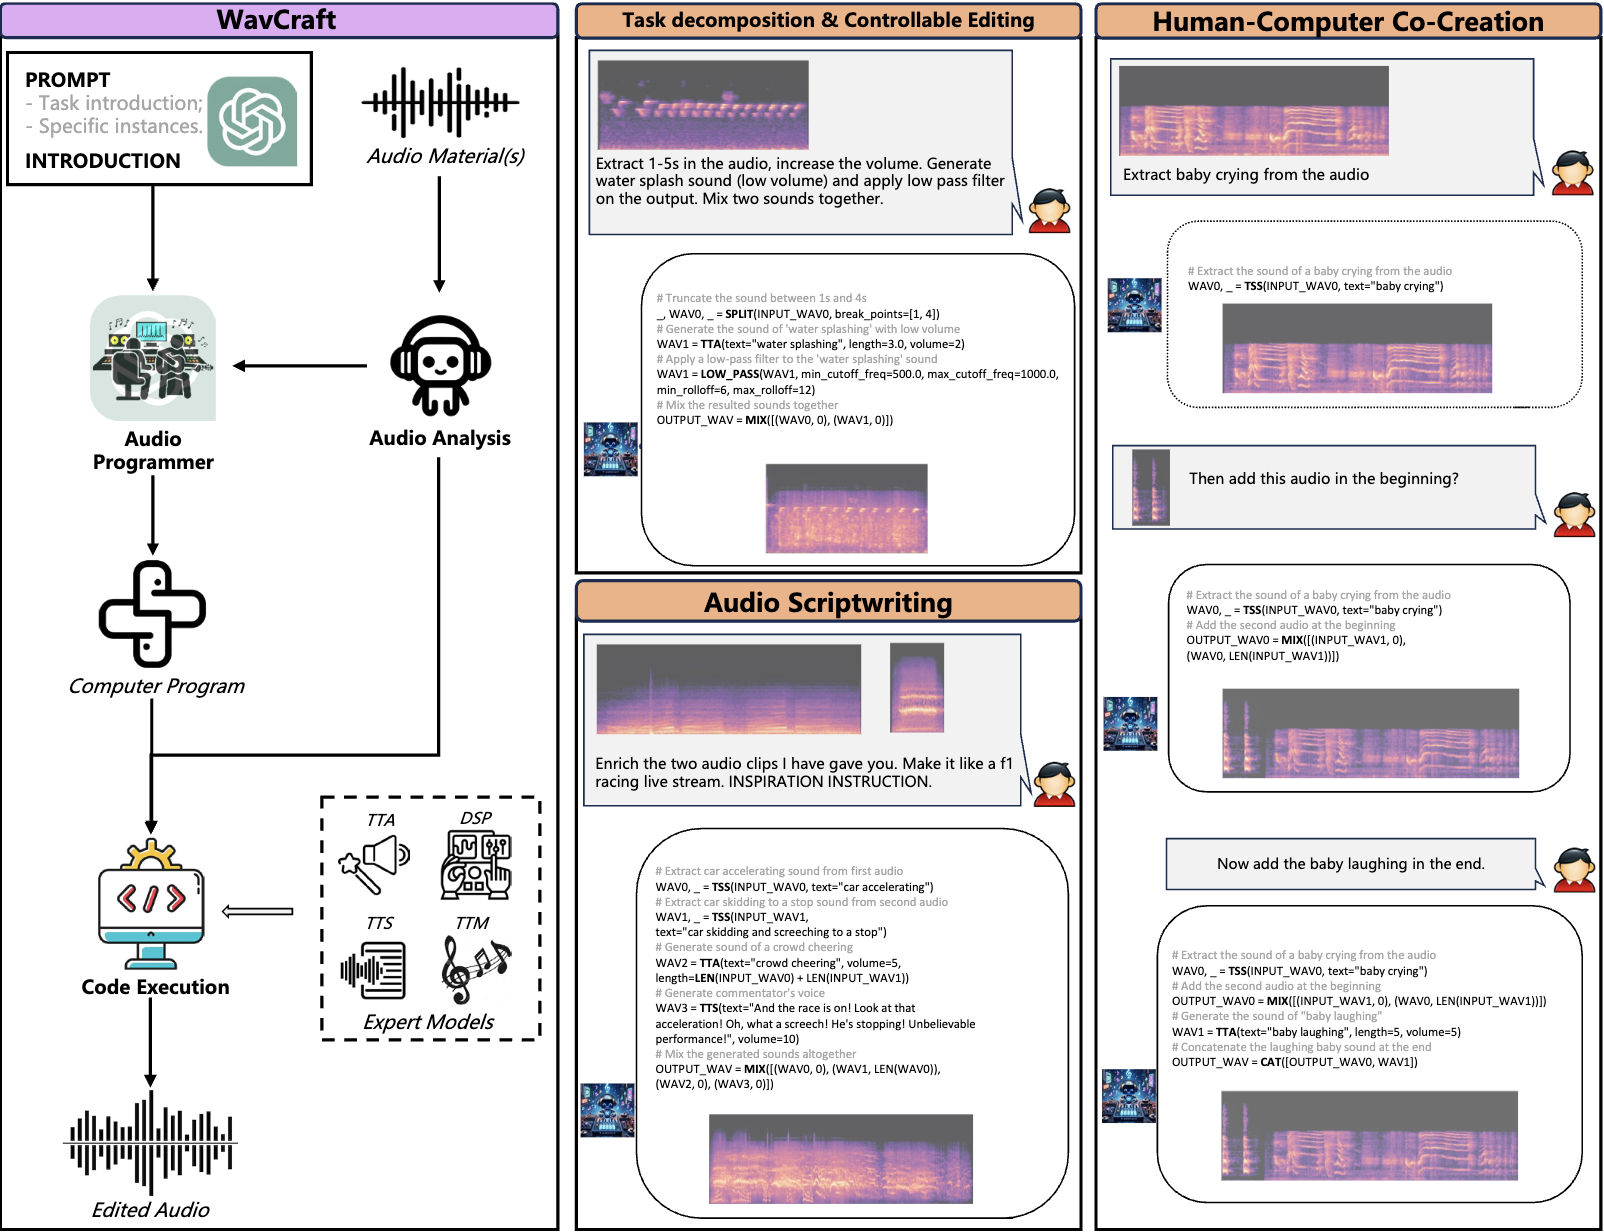 WavCraft
PROMPT
- Task introduction;
- Specific instances.
INTRODUCTION
Audio Material(s)
Audio
Programmer
Audio Analysis
Computer Program
TTA
DSP
TTS
TTM
Expert Models
Code Execution
Edited Audio
Task decomposition & Controllable Editing
Extract 1-5s in the audio, increase the volume. Generate
water splash sound (low volume) and apply low pass filter
on the output. Mix two sounds together.
# Truncate the sound between 1s and 4s
_, WAV0, _ = SPLIT(INPUT_WAV0, break_points=[1, 4])
# Generate the sound of 'water splashing' with low volume
WAV1 = TTA(text="water splashing", length=3.0, volume=2)
# Apply a low-pass filter to the 'water splashing' sound
WAV1 = LOW_PASS(WAV1, min_cutoff_freq=500.0, max_cutoff_freq=1000.0,
min_rolloff=6, max_rolloff=12)
# Mix the resulted sounds together
OUTPUT_WAV = MIX([(WAV0, 0), (WAV1, 0)])
Audio Scriptwriting
Enrich the two audio clips I have gave you. Make it like a f1
racing live stream. INSPIRATION INSTRUCTION.
# Extract car accelerating sound from first audio
WAV0, _ = TSS(INPUT_WAV0, text="car accelerating")
# Extract car skidding to a stop sound from second audio
WAV1, _ = TSS(INPUT_WAV1,
text="car skidding and screeching to a stop")
# Generate sound of a crowd cheering
WAV2 = TTA(text="crowd cheering", volume=5,
length=LEN(INPUT_WAV0) + LEN(INPUT_WAV1))
# Generate commentator's voice
WAV3 = TTS(text="And the race is on! Look at that
acceleration! Oh, what a screech! He's stopping! Unbelievable
performance!", volume=10)
# Mix the generated sounds altogether
OUTPUT_WAV = MIX([(WAV0, 0), (WAV1, LEN(WAV0)),
(WAV2, 0), (WAV3, 0)])
Human-Computer Co-Creation
Extract baby crying from the audio
# Extract the sound of a baby crying from the audio
WAV0, _ = TSS(INPUT_WAV0, text="baby crying")
Then add this audio in the beginning?
# Extract the sound of a baby crying from the audio
WAV0, _ = TSS(INPUT_WAV0, text="baby crying")
# Add the second audio at the beginning
OUTPUT_WAV0 = MIX([(INPUT_WAV1, 0),
(WAV0, LEN(INPUT_WAV1))])
Now add the baby laughing in the end.
# Extract the sound of a baby crying from the audio
WAV0, _ = TSS(INPUT_WAV0, text="baby crying")
# Add the second audio at the beginning
OUTPUT_WAV0 = MIX([(INPUT_WAV1, 0), (WAV0, LEN(INPUT_WAV1))])
# Generate the sound of "baby laughing"
WAV1 = TTA(text="baby laughing", length=5, volume=5)
# Concatenate the laughing baby sound at the end
OUTPUT_WAV = CAT([OUTPUT_WAV0, WAV1])